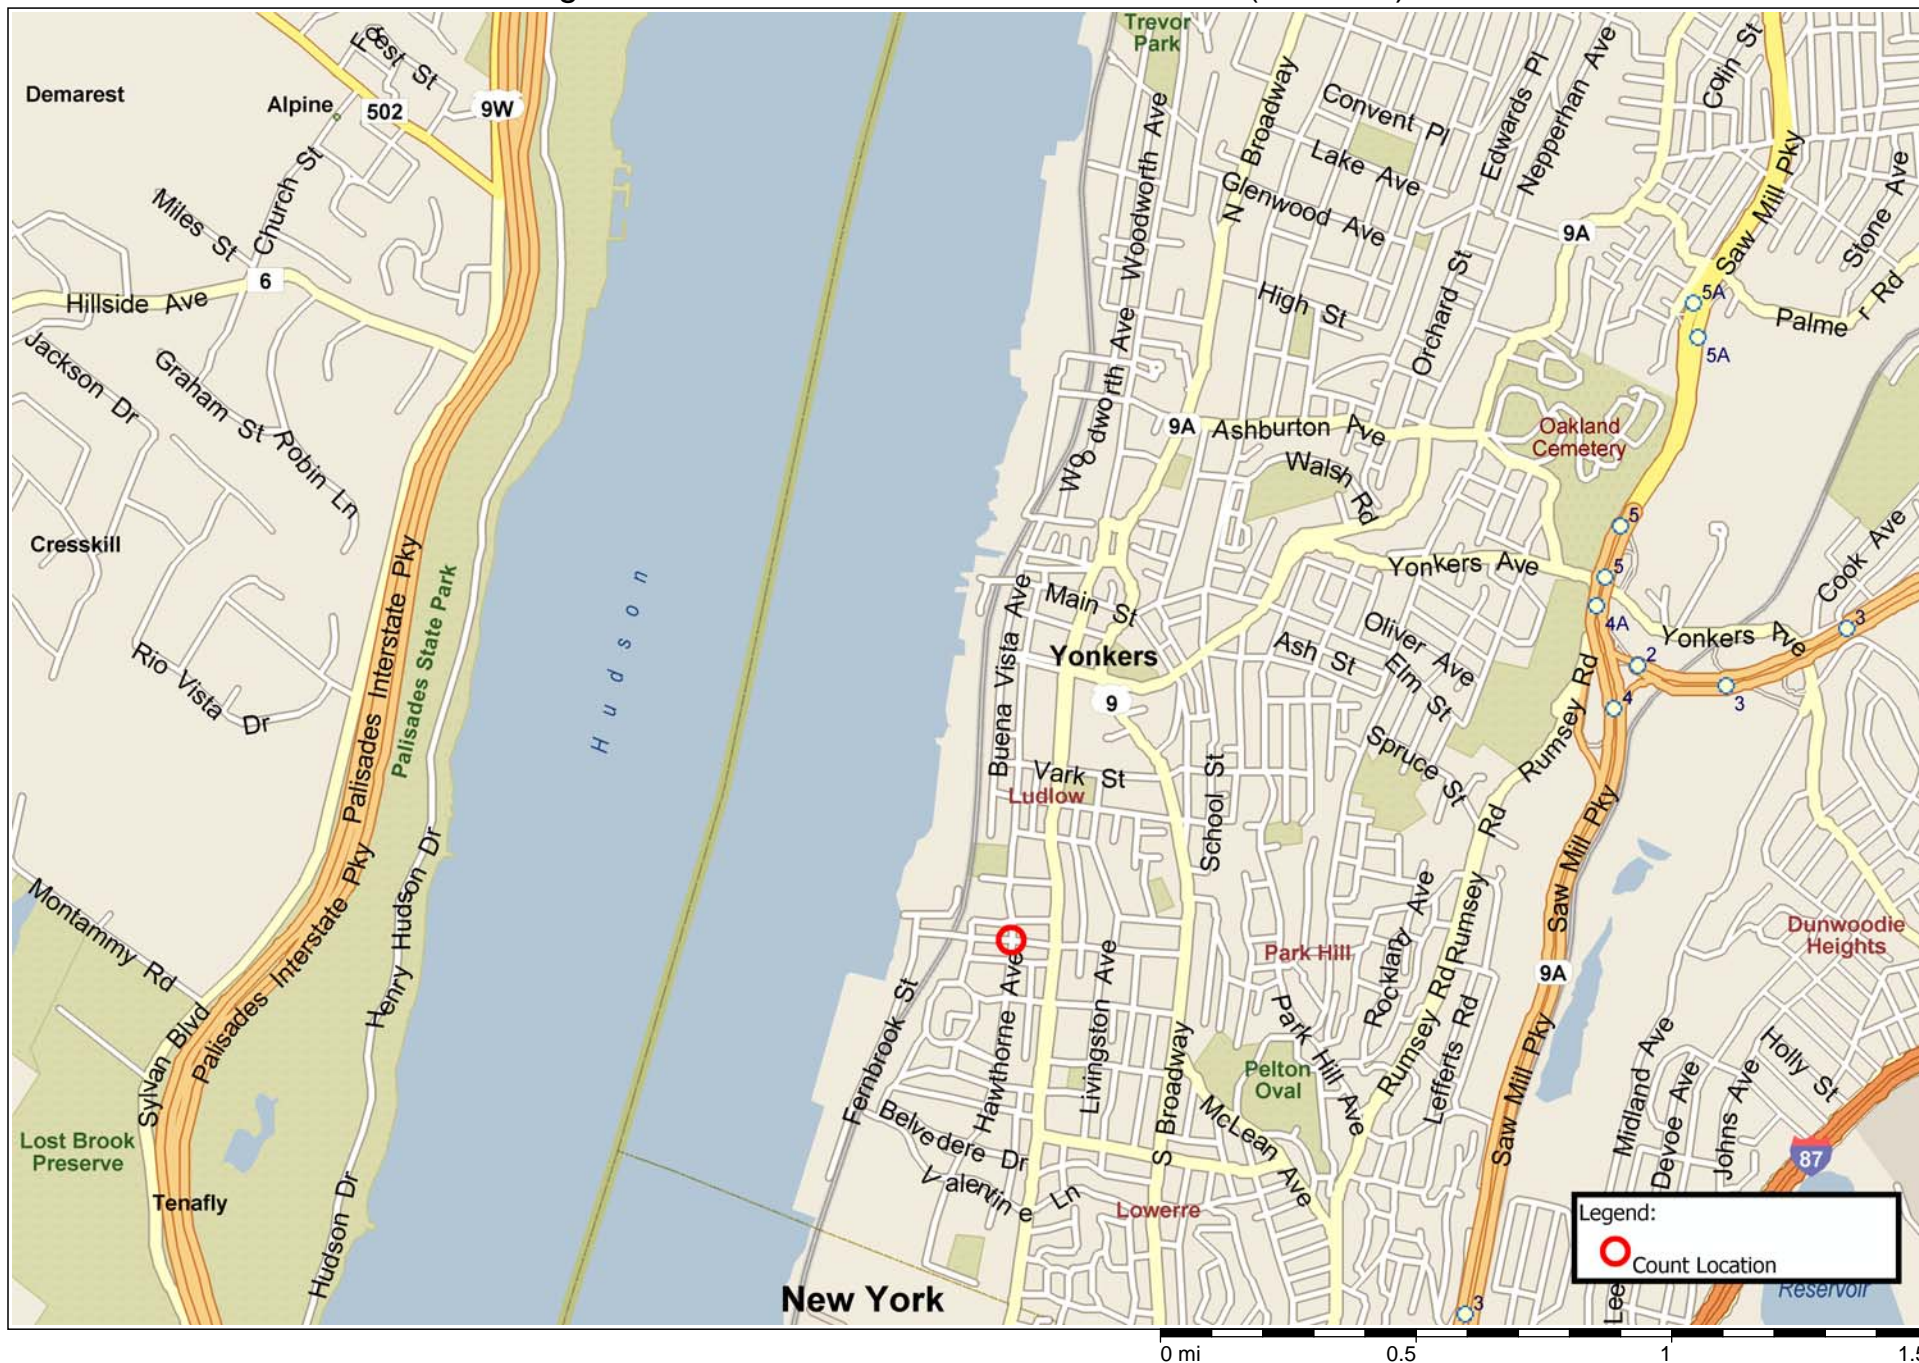 Trevor
Park
Forest St
Demarest
Alpine
502
9W
N Broadway
Convent Pl
Edwards Pl
Nepperhan Ave
Colin St
Lake Ave
Woodworth Ave
Glenwood Ave
Saw Mill Pky
Stone Ave
Miles St
Church St
9A
6
Hillside Ave
High St
Orchard St
5A
Palmer Rd
5A
Jackson Dr
Graham St
Robin Ln
Woodworth Ave
9A
Ashburton Ave
Oakland
Cemetery
Walsh Rd
Cresskill
Palisades Interstate Pky
Palisades State Park
Hudson
5
5
Yonkers Ave
Cook Ave
Buena Vista Ave
Main St
4A
3
Yonkers Ave
Oliver Ave
Ash St
Elm St
Yonkers
2
4
3
9
Rio Vista Dr
Rumsey Rd
Spruce St
Vark St
Ludlow
School St
Palisades Interstate Pky
Henry Hudson Dr
Saw Mill Pky
Rumsey Rd
Montammy Rd
Rockland Ave
Dunwoodie
Heights
Park Hill
9A
Sylvan Blvd
Fernbrook St
Hawthorne Ave
Livingston Ave
S Broadway
Park Hill Ave
Rumsey Rd
Lefferts Rd
Saw Mill Pky
Midland Ave
Devoe Ave
Johns Ave
Holly St
Pelton
Oval
McLean Ave
Belvedere Dr
Valentine Ln
Lost Brook
Preserve
87
Tenafly
Lowerre
Hudson Dr
Legend:
Count Location
Reservoir
Lee
New York
3
0 mi 0.5 1 1.5